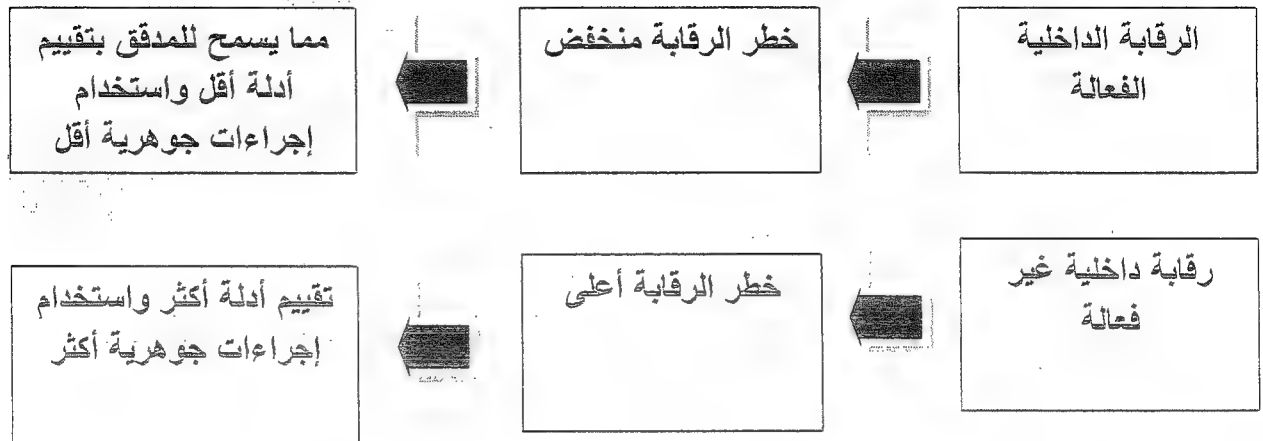 الرقابة الداخلية
الفعالة
خطر الرقابة منخفض
مما يسمح للمدقق بتقييم
أدلة أقل واستخدام
إجراءات جوهرية أقل
رقابة داخلية غير
فعالة
خطر الرقابة أعلى
تقييم أدلة أكثر واستخدام
إجراءات جوهرية أكثر